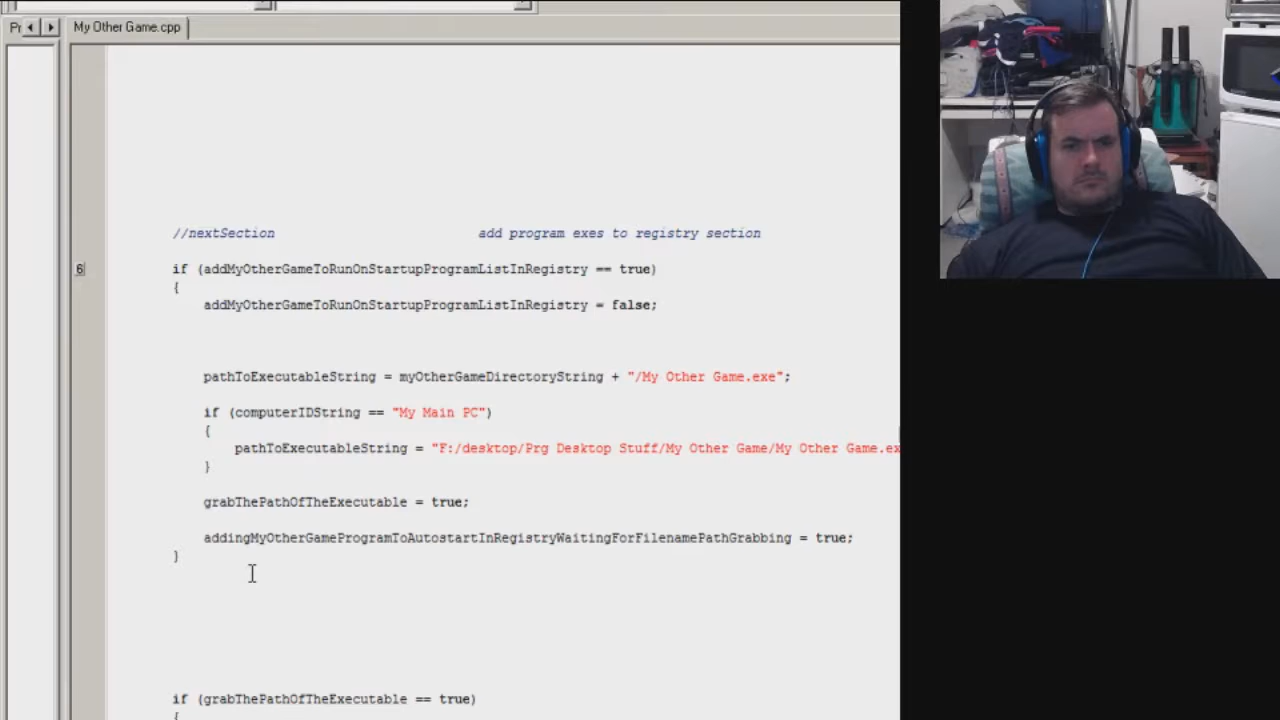 Pr
My Other Game.cpp
//nextSection add program exes to registry section
6
if (addMyOtherGameToRunOnStartupProgramListInRegistry == true)
{
addMyOtherGameToRunOnStartupProgramListInRegistry = false;
pathToExecutableString = myOtherGameDirectoryString + "/My Other Game.exe";
if (computerIDString == "My Main PC")
{
pathToExecutableString = "F:/desktop/Prg Desktop Stuff/My Other Game/My Other Game.ex
}
grabThePathOfTheExecutable = true;
addingMyOtherGameProgramToAutostartInRegistryWaitingForFilenamePathGrabbing = true;
}
if (grabThePathOfTheExecutable == true)
{